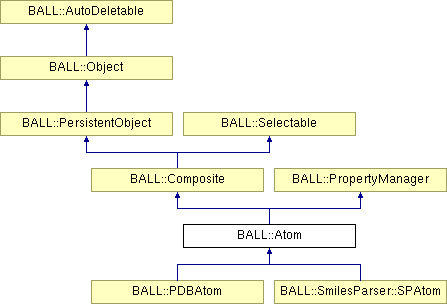 BALL::AutoDeletable
BALL::Object
BALL::PersistentObject
BALL::Selectable
BALL::Composite
BALL::PropertyManager
BALL::Atom
BALL::PDBAtom
BALL::SmilesParser::SPAtom